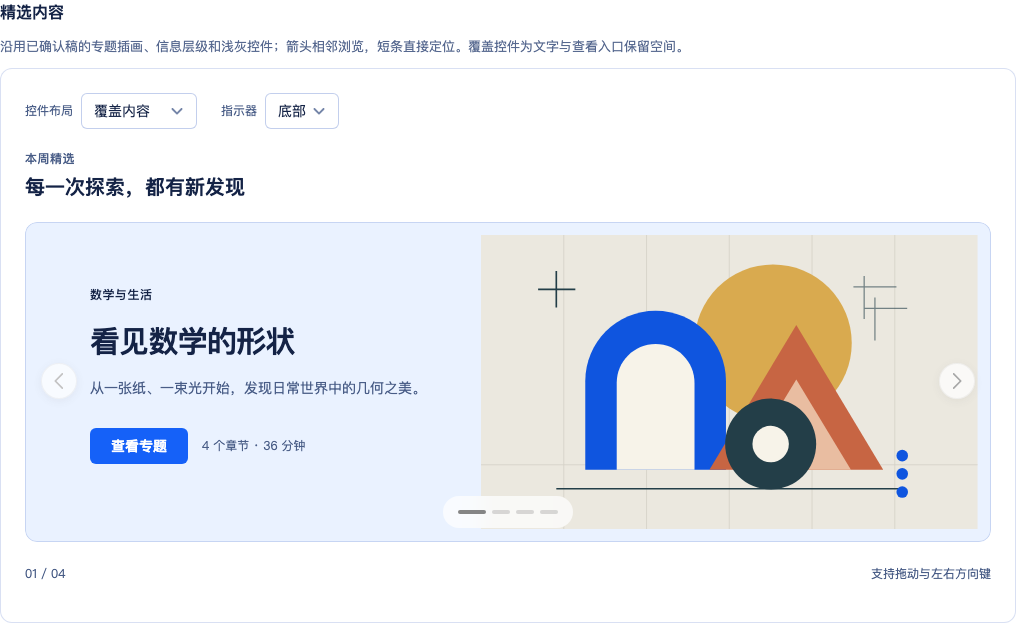 精选内容
沿用已确认稿的专题插画、信息层级和浅灰控件；箭头相邻浏览，短条直接定位。覆盖控件为文字与查看入口保留空间。
控件布局 覆盖内容 指示器 底部
本周精选
每一次探索，都有新发现
数学与生活
看见数学的形状
从一张纸、一束光开始，发现日常世界中的几何之美。
查看专题 4 个章节 · 36 分钟
01 / 04 支持拖动与左右方向键